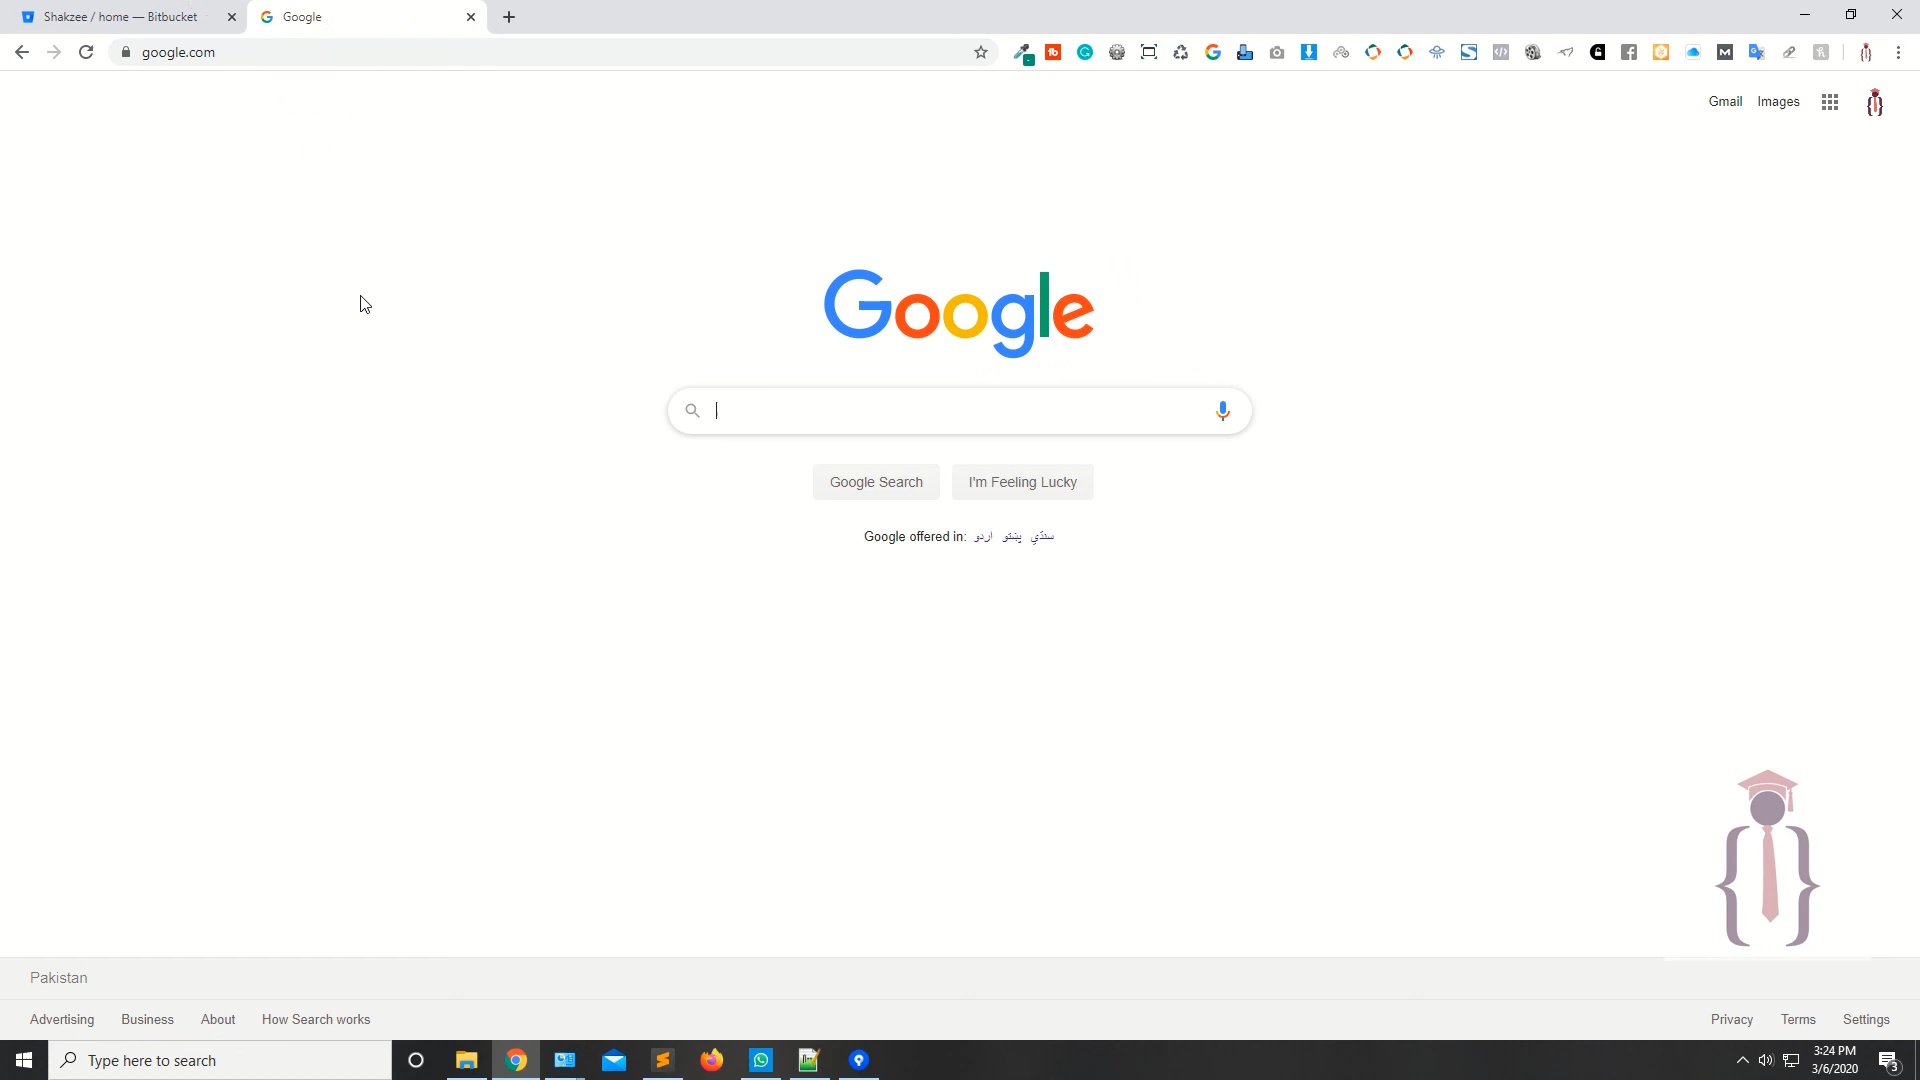 Shakzee / home — Bitbucket
Google
google.com
Gmail Images
Google
Google Search I'm Feeling Lucky
Google offered in: اردو پښتو سنڌي
Pakistan
Advertising Business About How Search works
Privacy Terms Settings
Type here to search
3:24 PM
3/6/2020
3